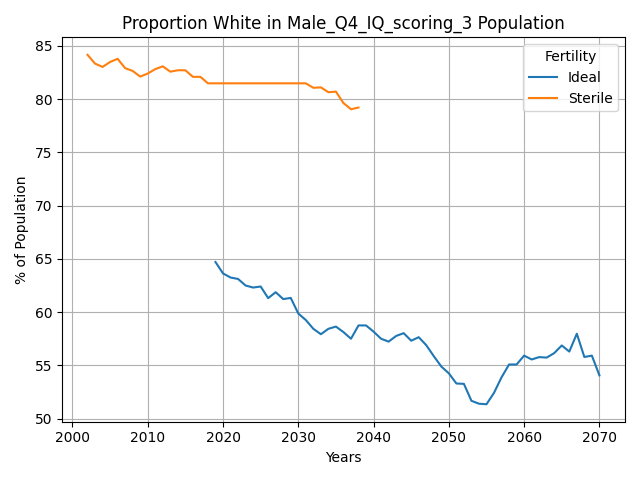 Proportion White in Male_Q4_IQ_scoring_3 Population
% of Population
85
80
75
70
65
60
55
50
Fertility
Ideal
Sterile
2000 2010 2020 2030 2040 2050 2060 2070
Years